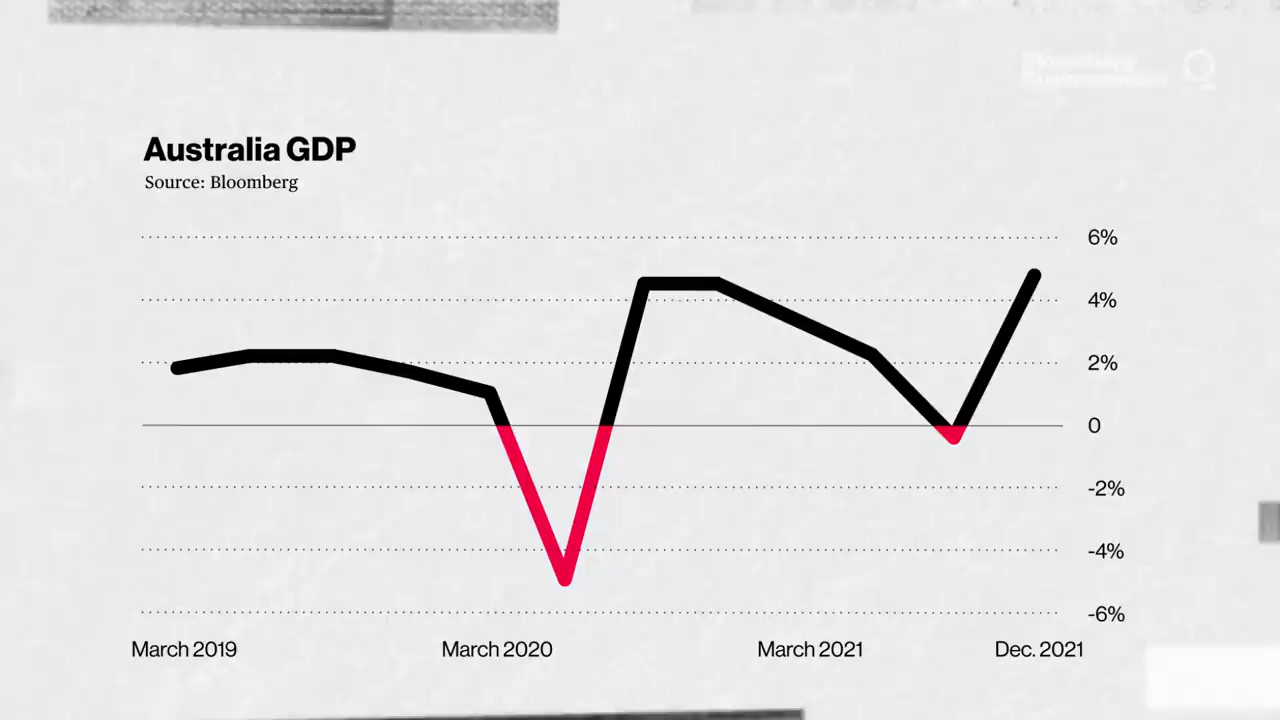 Australia GDP
Source: Bloomberg
6%
4%
2%
0
-2%
-4%
-6%
March 2019
March 2020
March 2021
Dec. 2021